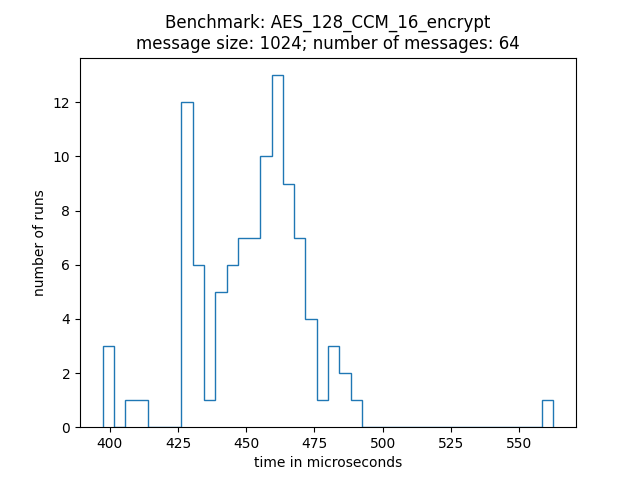 Benchmark: AES_128_CCM_16_encrypt
message size: 1024; number of messages: 64
number of runs
12
10
8
6
4
2
0
400 425 450 475 500 525 550
time in microseconds